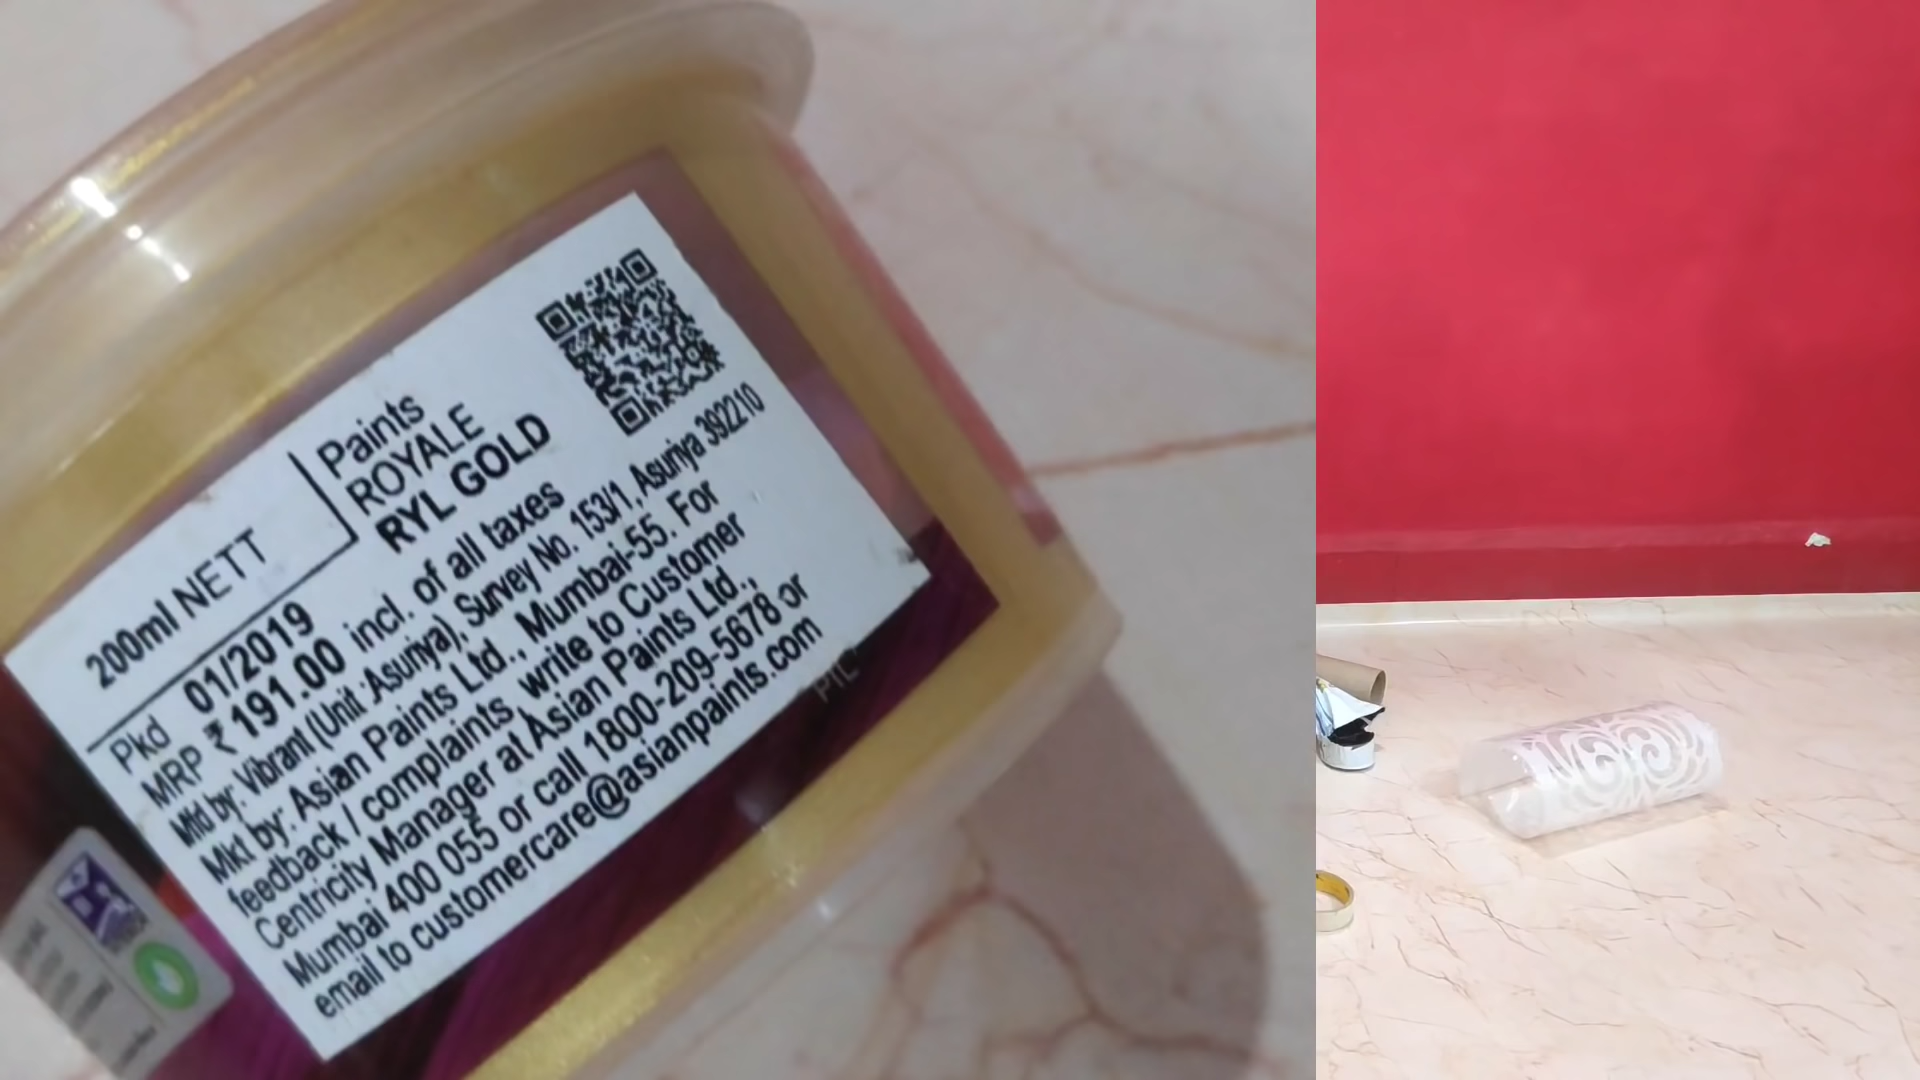 Paints
ROYALE
200ml NETT
RYL GOLD
Pkd 01/2019
MRP ₹ 191.00 incl. of all taxes
Mfd by: Vibrant (Unit :Asuriya), Survey No. 153/1, Asuriya 392210
Mkt by: Asian Paints Ltd., Mumbai-55. For
feedback / complaints, write to Customer
Centricity Manager at Asian Paints Ltd.,
Mumbai 400 055 or call 1800-209-5678 or
email to customercare@asianpaints.com